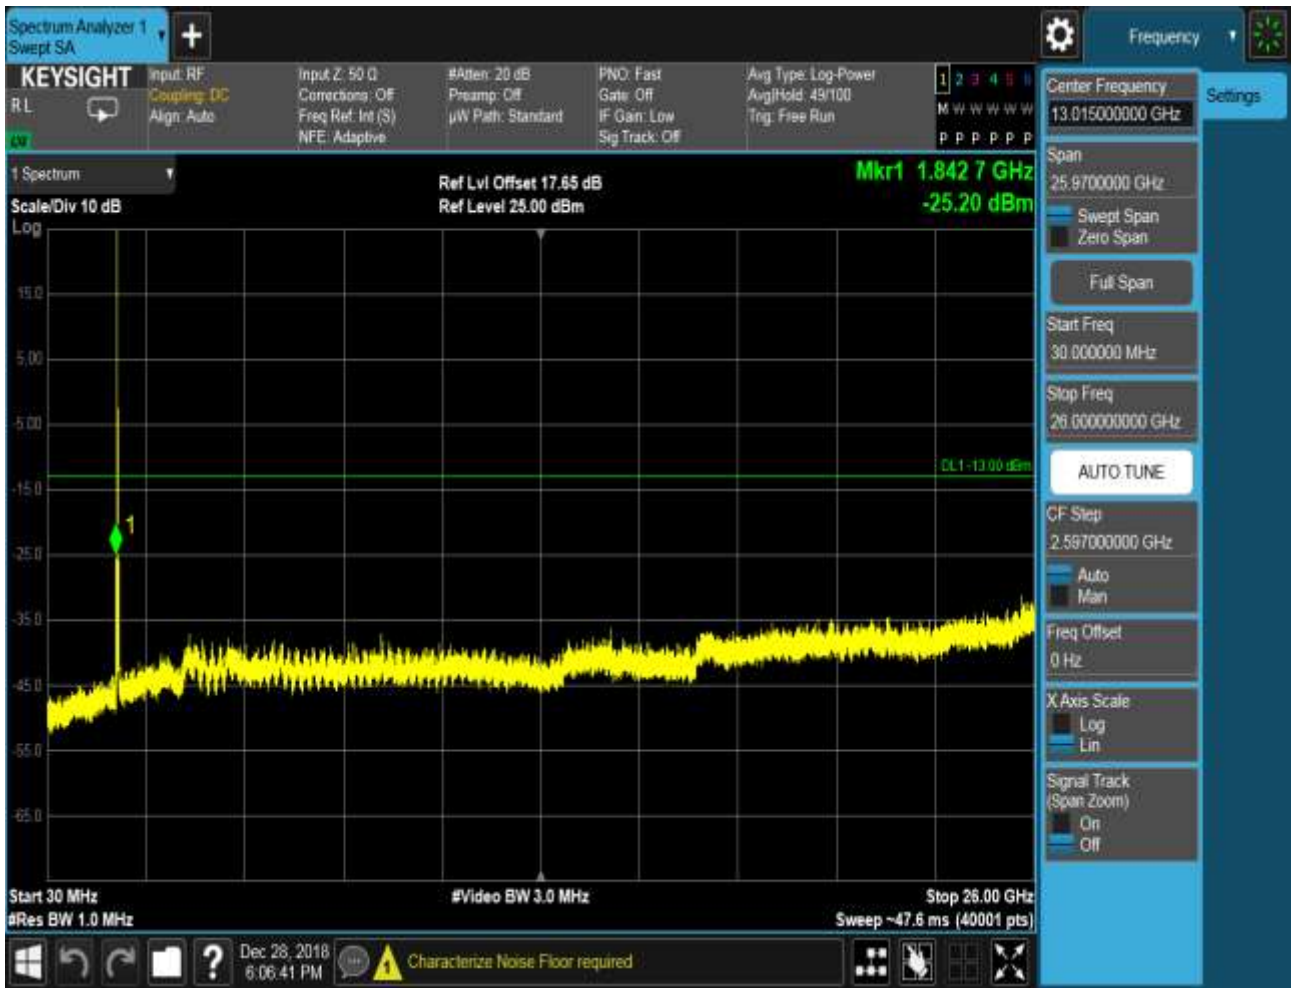 Spectrum Analyzer 1
Swept SA
+
Frequency
KEYSIGHT
R L
Input: RF
Coupling: DC
Align: Auto
Input Z: 50 Ω
Corrections: Off
Freq Ref: Int (S)
NFE: Adaptive
#Atten: 20 dB
Preamp: Off
µW Path: Standard
PNO: Fast
Gate: Off
IF Gain: Low
Sig Track: Off
Avg Type: Log-Power
Avg|Hold: 49/100
Trig: Free Run
1 2 3 4 5 6
M W W W W W
P P P P P P
1 Spectrum
Scale/Div 10 dB
Log
Ref Lvl Offset 17.65 dB
Ref Level 25.00 dBm
Mkr1 1.842 7 GHz
-25.20 dBm
15.0
5.00
-5.00
DL1 -13.00 dBm
-15.0
1
-25.0
-35.0
-45.0
-55.0
-65.0
Start 30 MHz
#Video BW 3.0 MHz
Stop 26.00 GHz
#Res BW 1.0 MHz
Sweep ~47.6 ms (40001 pts)
Center Frequency
13.015000000 GHz
Settings
Span
25.9700000 GHz
Swept Span
Zero Span
Full Span
Start Freq
30.000000 MHz
Stop Freq
26.000000000 GHz
AUTO TUNE
CF Step
2.597000000 GHz
Auto
Man
Freq Offset
0 Hz
X Axis Scale
Log
Lin
Signal Track
(Span Zoom)
On
Off
?
Dec 28, 2018
6:06:41 PM
1
Characterize Noise Floor required